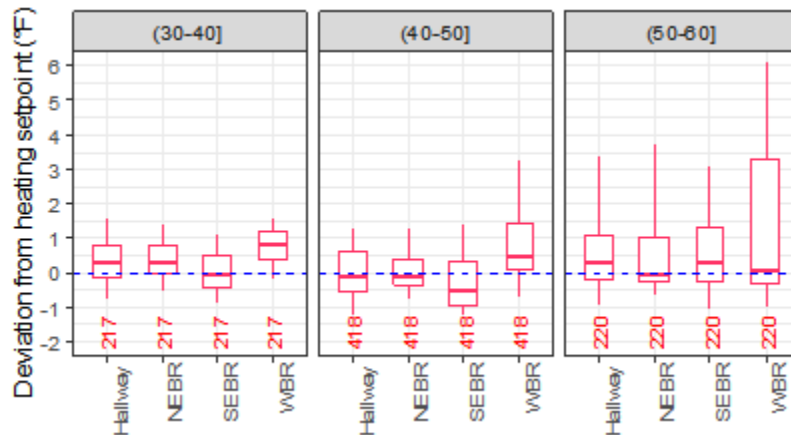 Deviation from heating setpoint (°F)
(30-40]
(40-50]
(50-60]
6
5
4
3
2
1
0
-1
-2
217
217
217
217
418
418
418
418
220
220
220
220
Hallway
NEBR
SEBR
WBR
Hallway
NEBR
SEBR
WBR
Hallway
NEBR
SEBR
WBR